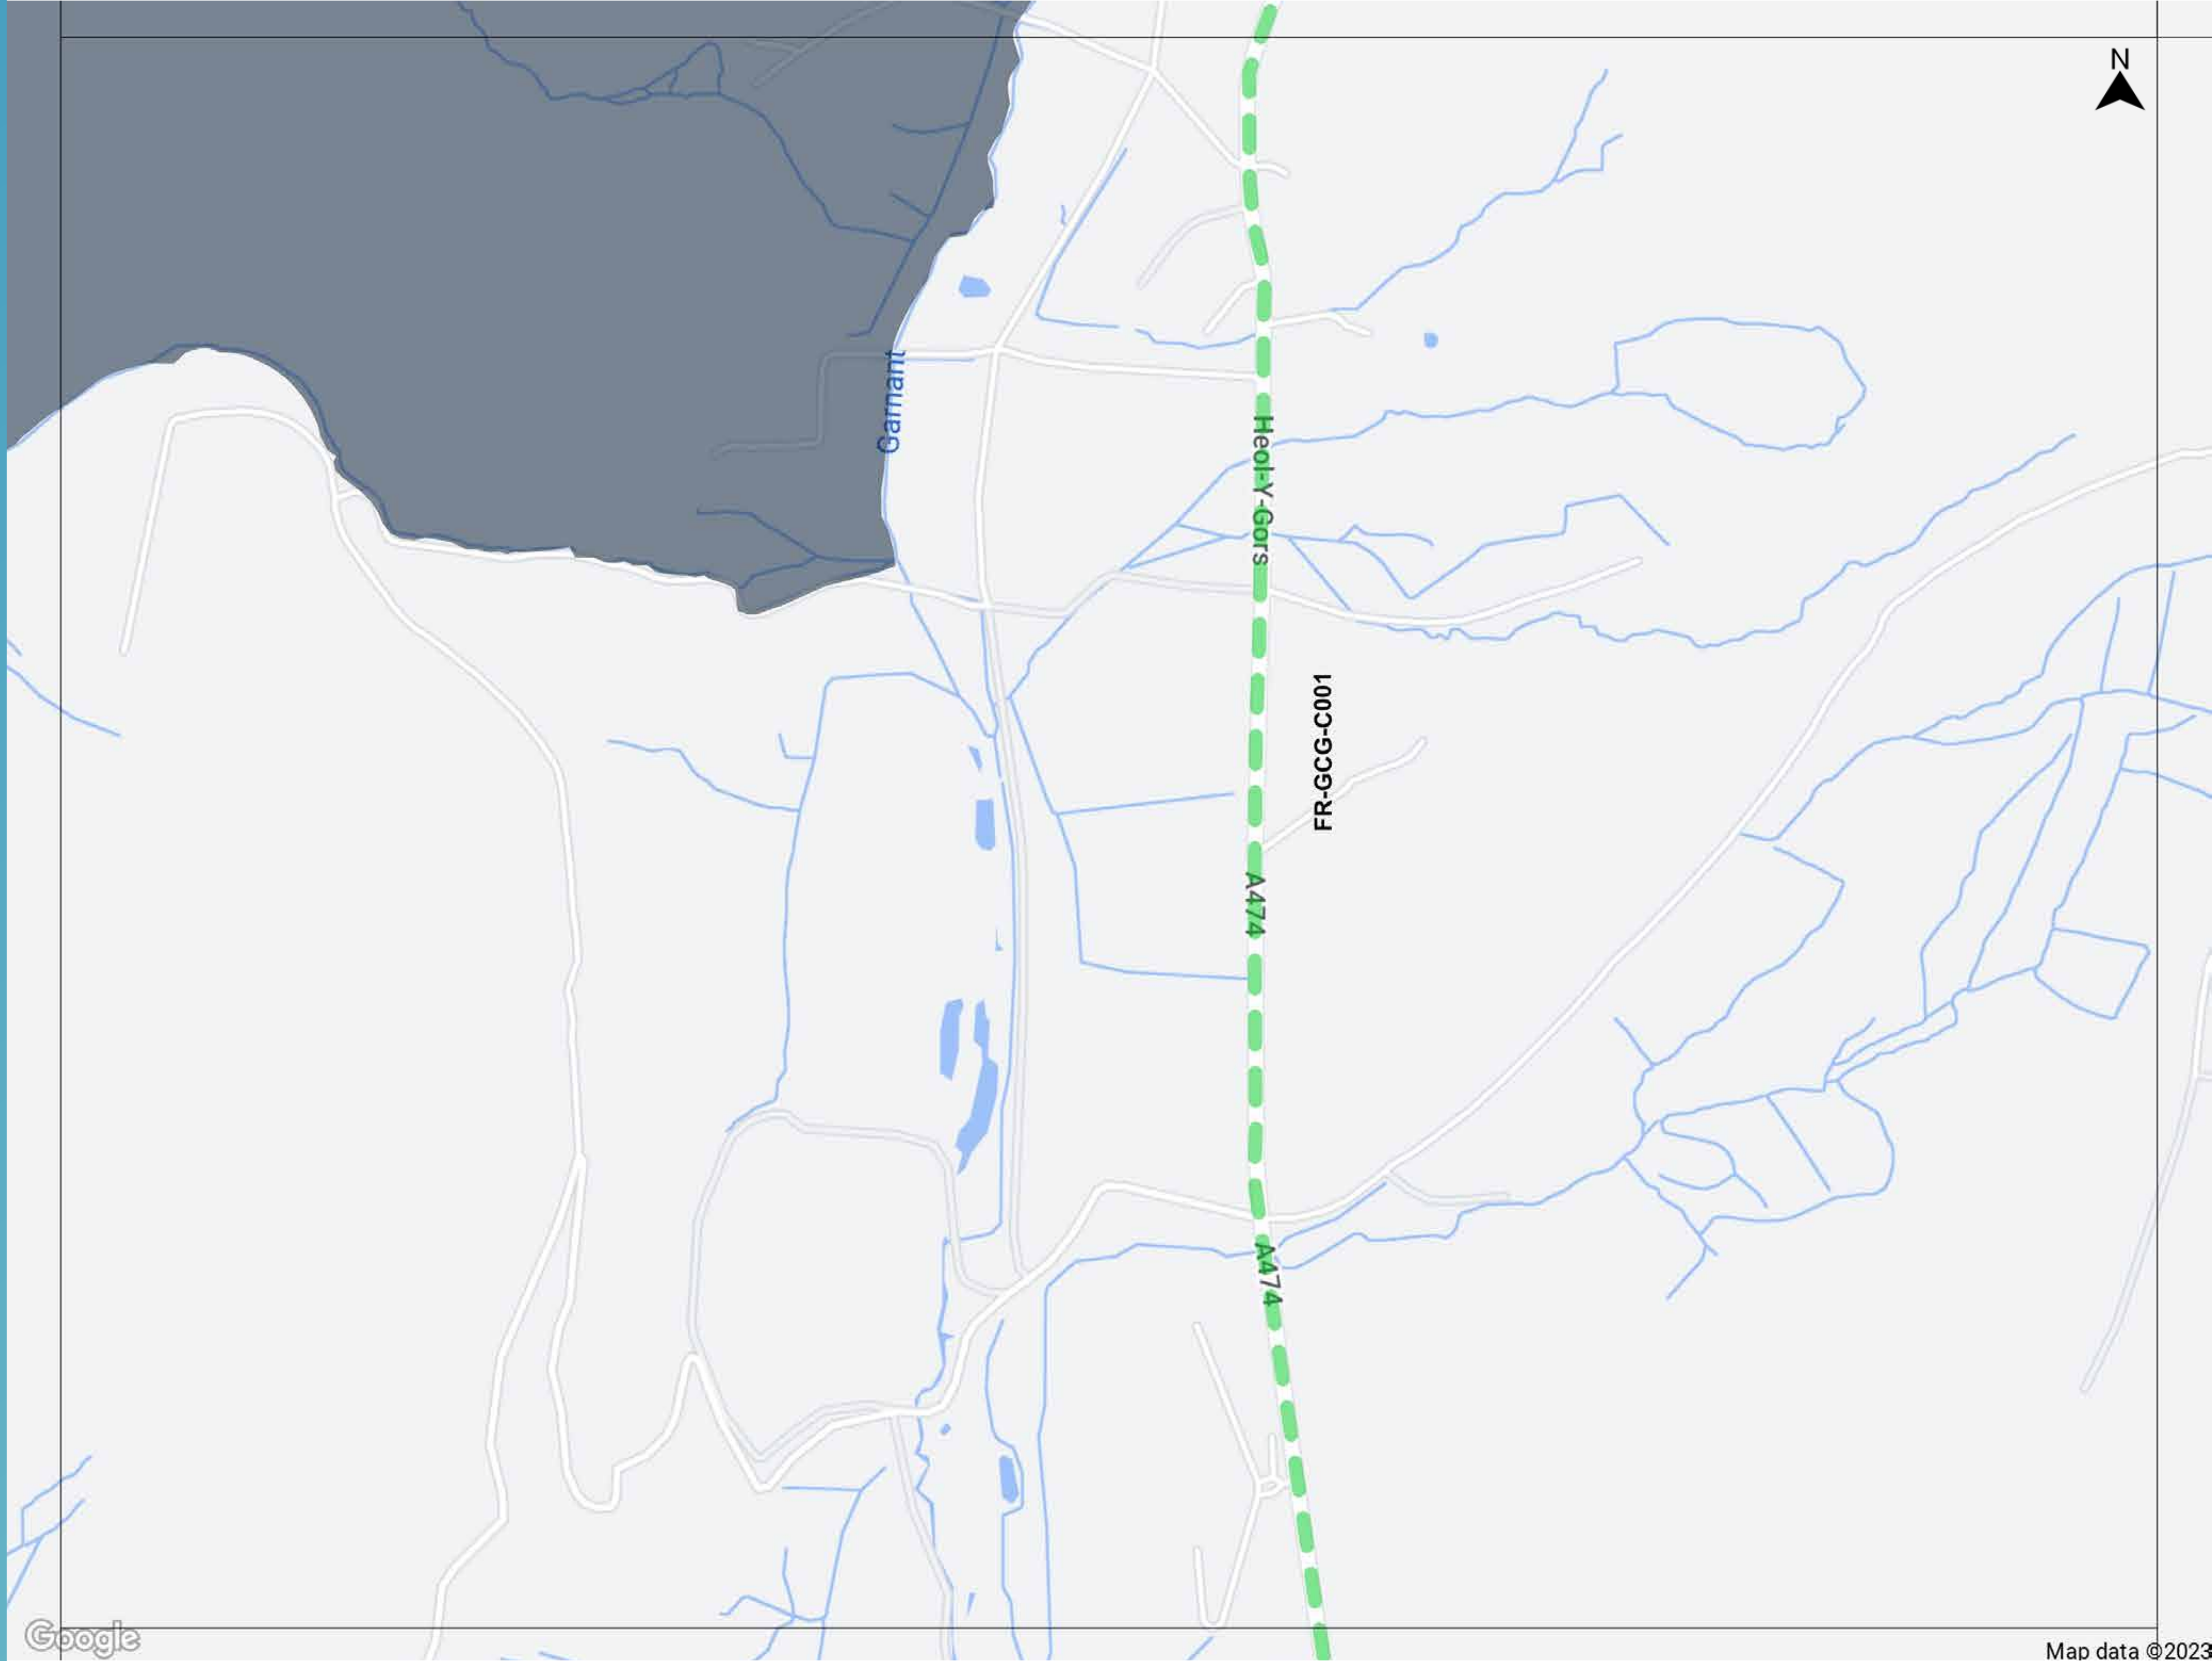 N
Garnant
Heol-Y-Gors
FR-GCG-C001
A474
A474
Google
Map data ©2023